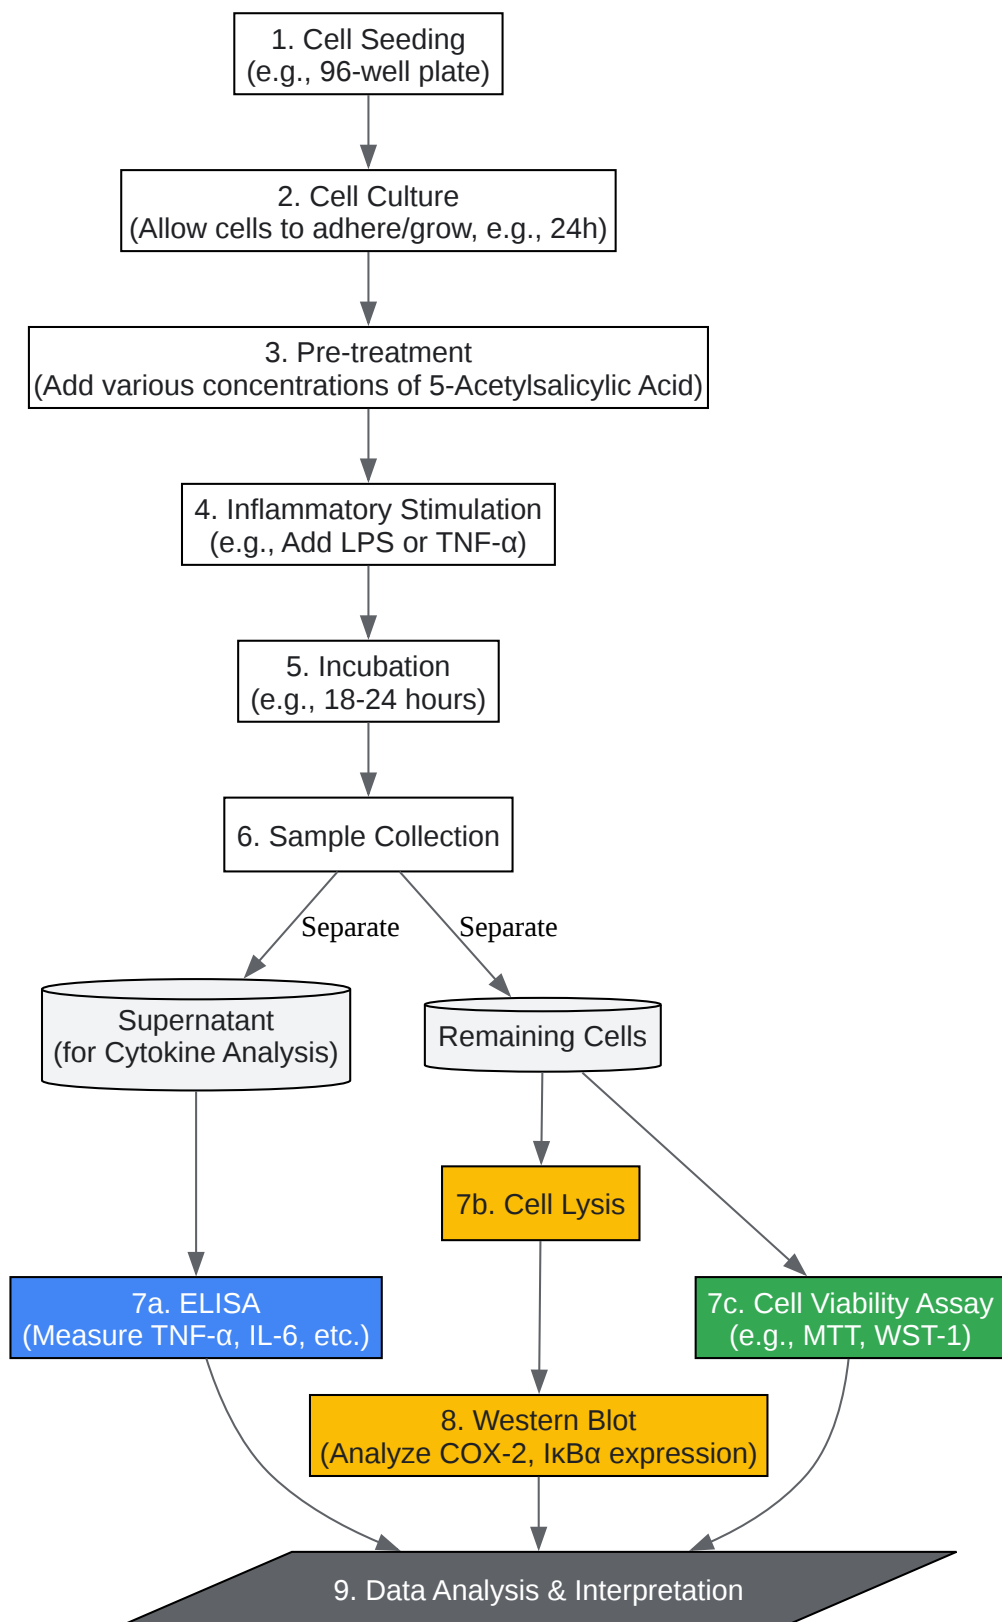 1. Cell Seeding
(e.g., 96-well plate)
2. Cell Culture
(Allow cells to adhere/grow, e.g., 24h)
3. Pre-treatment
(Add various concentrations of 5-Acetylsalicylic Acid)
4. Inflammatory Stimulation
(e.g., Add LPS or TNF-α)
5. Incubation
(e.g., 18-24 hours)
6. Sample Collection
Separate
Separate
Supernatant
(for Cytokine Analysis)
Remaining Cells
7b. Cell Lysis
7a. ELISA
(Measure TNF-α, IL-6, etc.)
7c. Cell Viability Assay
(e.g., MTT, WST-1)
8. Western Blot
(Analyze COX-2, IκBα expression)
9. Data Analysis & Interpretation